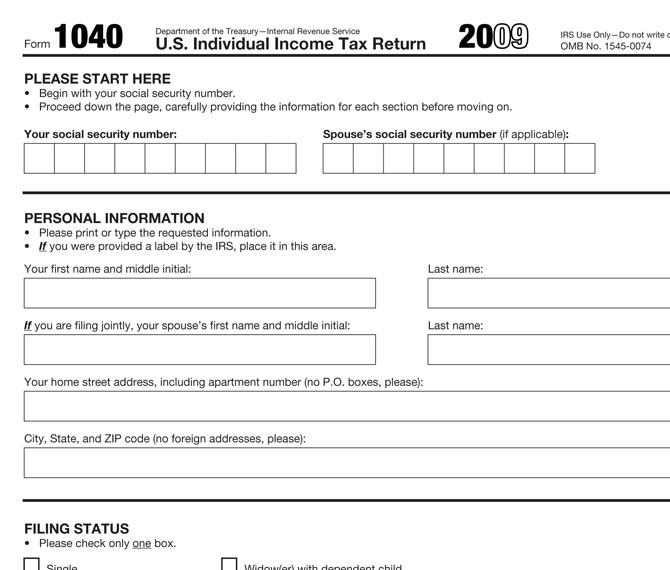 Form 1040
Department of the Treasury—Internal Revenue Service
U.S. Individual Income Tax Return
2009
IRS Use Only—Do not write
OMB No. 1545-0074
PLEASE START HERE
• Begin with your social security number.
• Proceed down the page, carefully providing the information for each section before moving on.
Your social security number:
Spouse's social security number (if applicable):
PERSONAL INFORMATION
• Please print or type the requested information.
• If you were provided a label by the IRS, place it in this area.
Your first name and middle initial:
Last name:
If you are filing jointly, your spouse's first name and middle initial:
Last name:
Your home street address, including apartment number (no P.O. boxes, please):
City, State, and ZIP code (no foreign addresses, please):
FILING STATUS
• Please check only one box.
Single
Widow(er) with dependent child